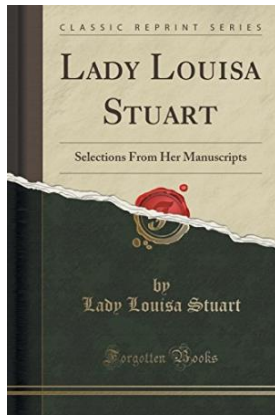 CLASSIC REPRINT SERIES
LADY LOUISA
STUART
Selections From Her Manuscripts
by
Lady Louisa Stuart
Forgotten Books